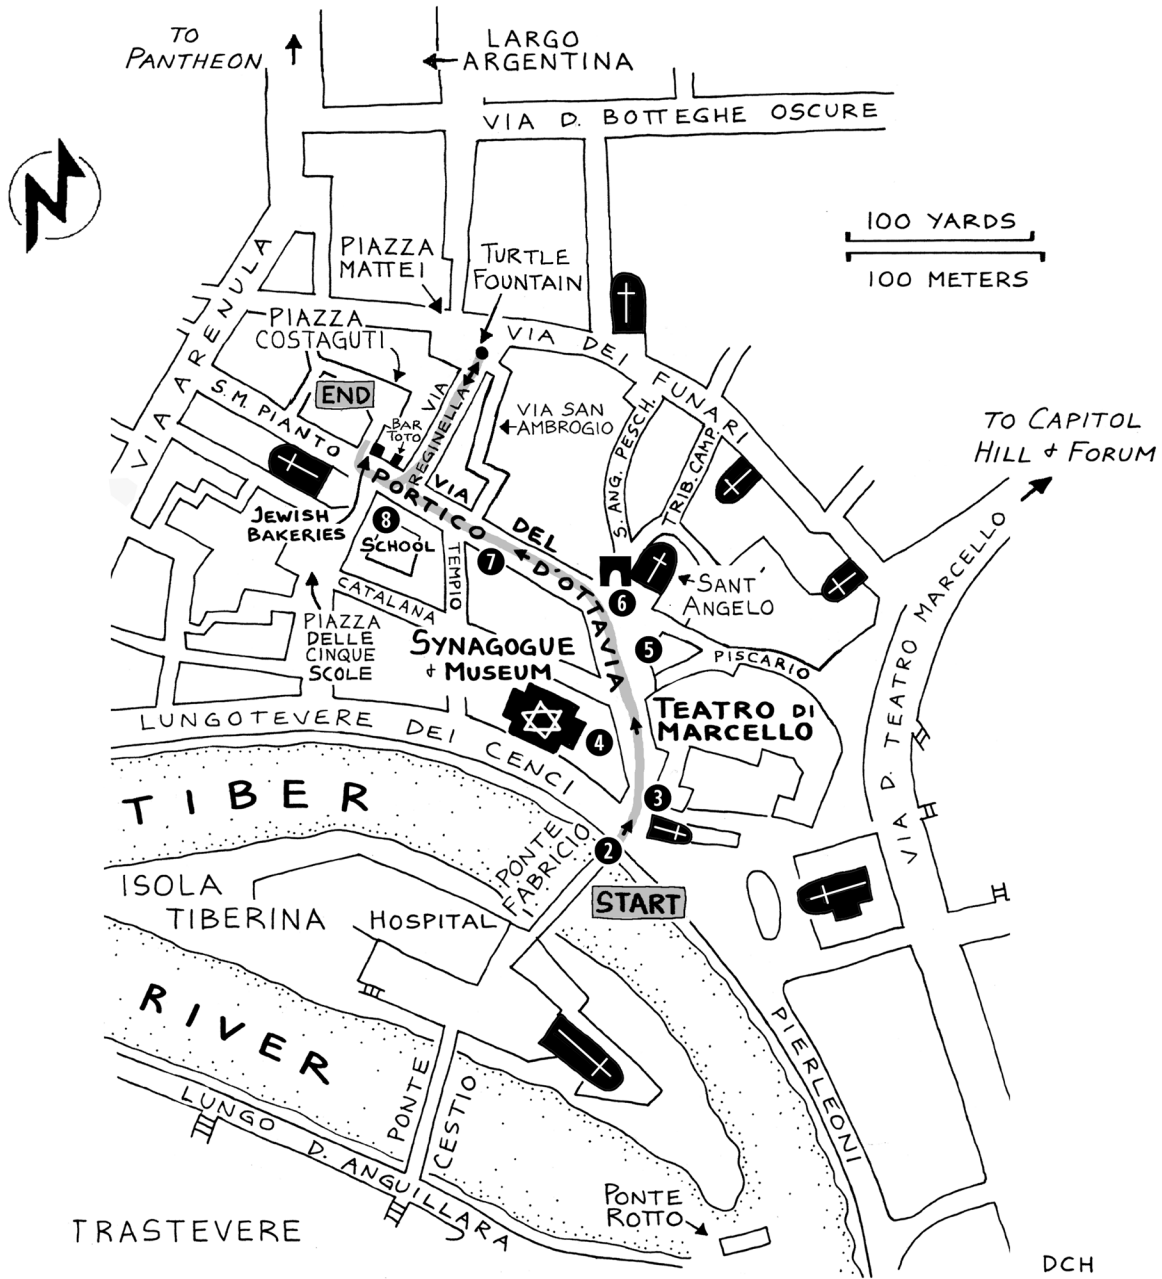 TO
PANTHEON
LARGO
ARGENTINA
VIA D. BOTTEGHE OSCURE
N
100 YARDS
100 METERS
PIAZZA
MATTEI
TURTLE
FOUNTAIN
VIA ARENULA
PIAZZA
COSTAGUTI
VIA DEI FUNARI
END
S.M. PIANTO
BAR
TOTO
VIA REGINELLA
VIA SAN
AMBROGIO
S. ANG. PESCH.
TRIB. CAMP.
TO CAPITOL
HILL & FORUM
VIA PORTICO DEL D'OTTAVIA
JEWISH
BAKERIES
8
SCHOOL
7
TEMPIO
CATALANA
6
SANT'
ANGELO
VIA D. TEATRO MARCELLO
PIAZZA
DELLE
CINQUE
SCOLE
SYNAGOGUE
& MUSEUM
5
PISCARIO
TEATRO DI
MARCELLO
4
LUNGOTEVERE DEI CENCI
3
TIBER
PONTE
FABRICIO
2
START
ISOLA
TIBERINA
HOSPITAL
RIVER
PIERLEONI
PONTE
CESTIO
LUNGO D. ANGUILLARA
PONTE
ROTTO
TRASTEVERE
DCH